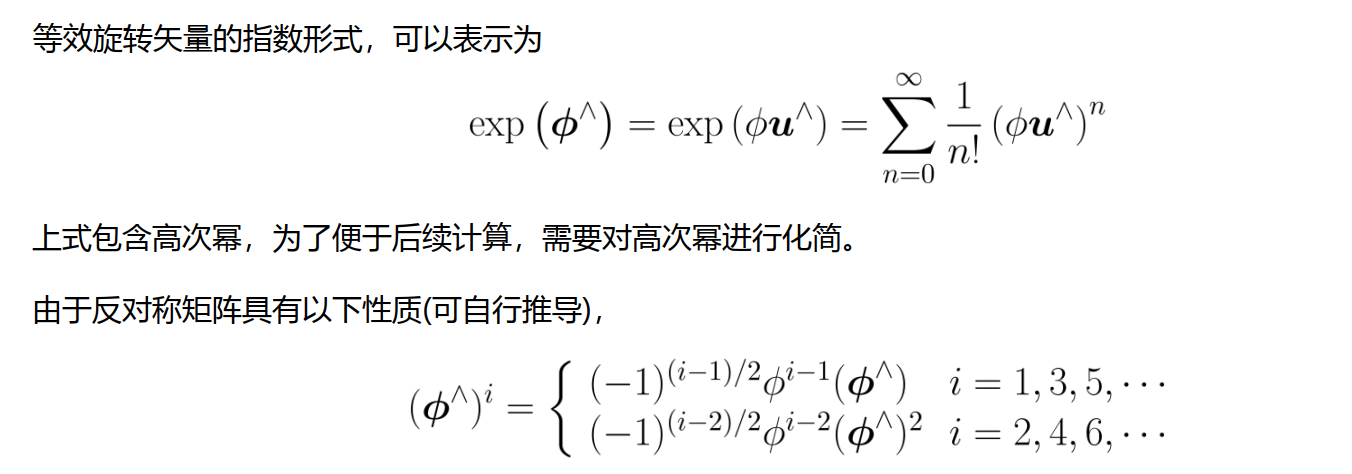 等效旋转矢量的指数形式，可以表示为
$$\exp\left(\boldsymbol{\phi}^{\wedge}\right)=\exp\left(\phi\boldsymbol{u}^{\wedge}\right)=\sum_{n=0}^{\infty}\frac{1}{n!}\left(\phi\boldsymbol{u}^{\wedge}\right)^{n}$$
上式包含高次幂，为了便于后续计算，需要对高次幂进行化简。
由于反对称矩阵具有以下性质(可自行推导)，
$$(\boldsymbol{\phi}^{\wedge})^{i}=\left\{\begin{array}{ll}(-1)^{(i-1)/2}\phi^{i-1}(\boldsymbol{\phi}^{\wedge}) & i=1,3,5,\cdots\\(-1)^{(i-2)/2}\phi^{i-2}(\boldsymbol{\phi}^{\wedge})^{2} & i=2,4,6,\cdots\end{array}\right.$$